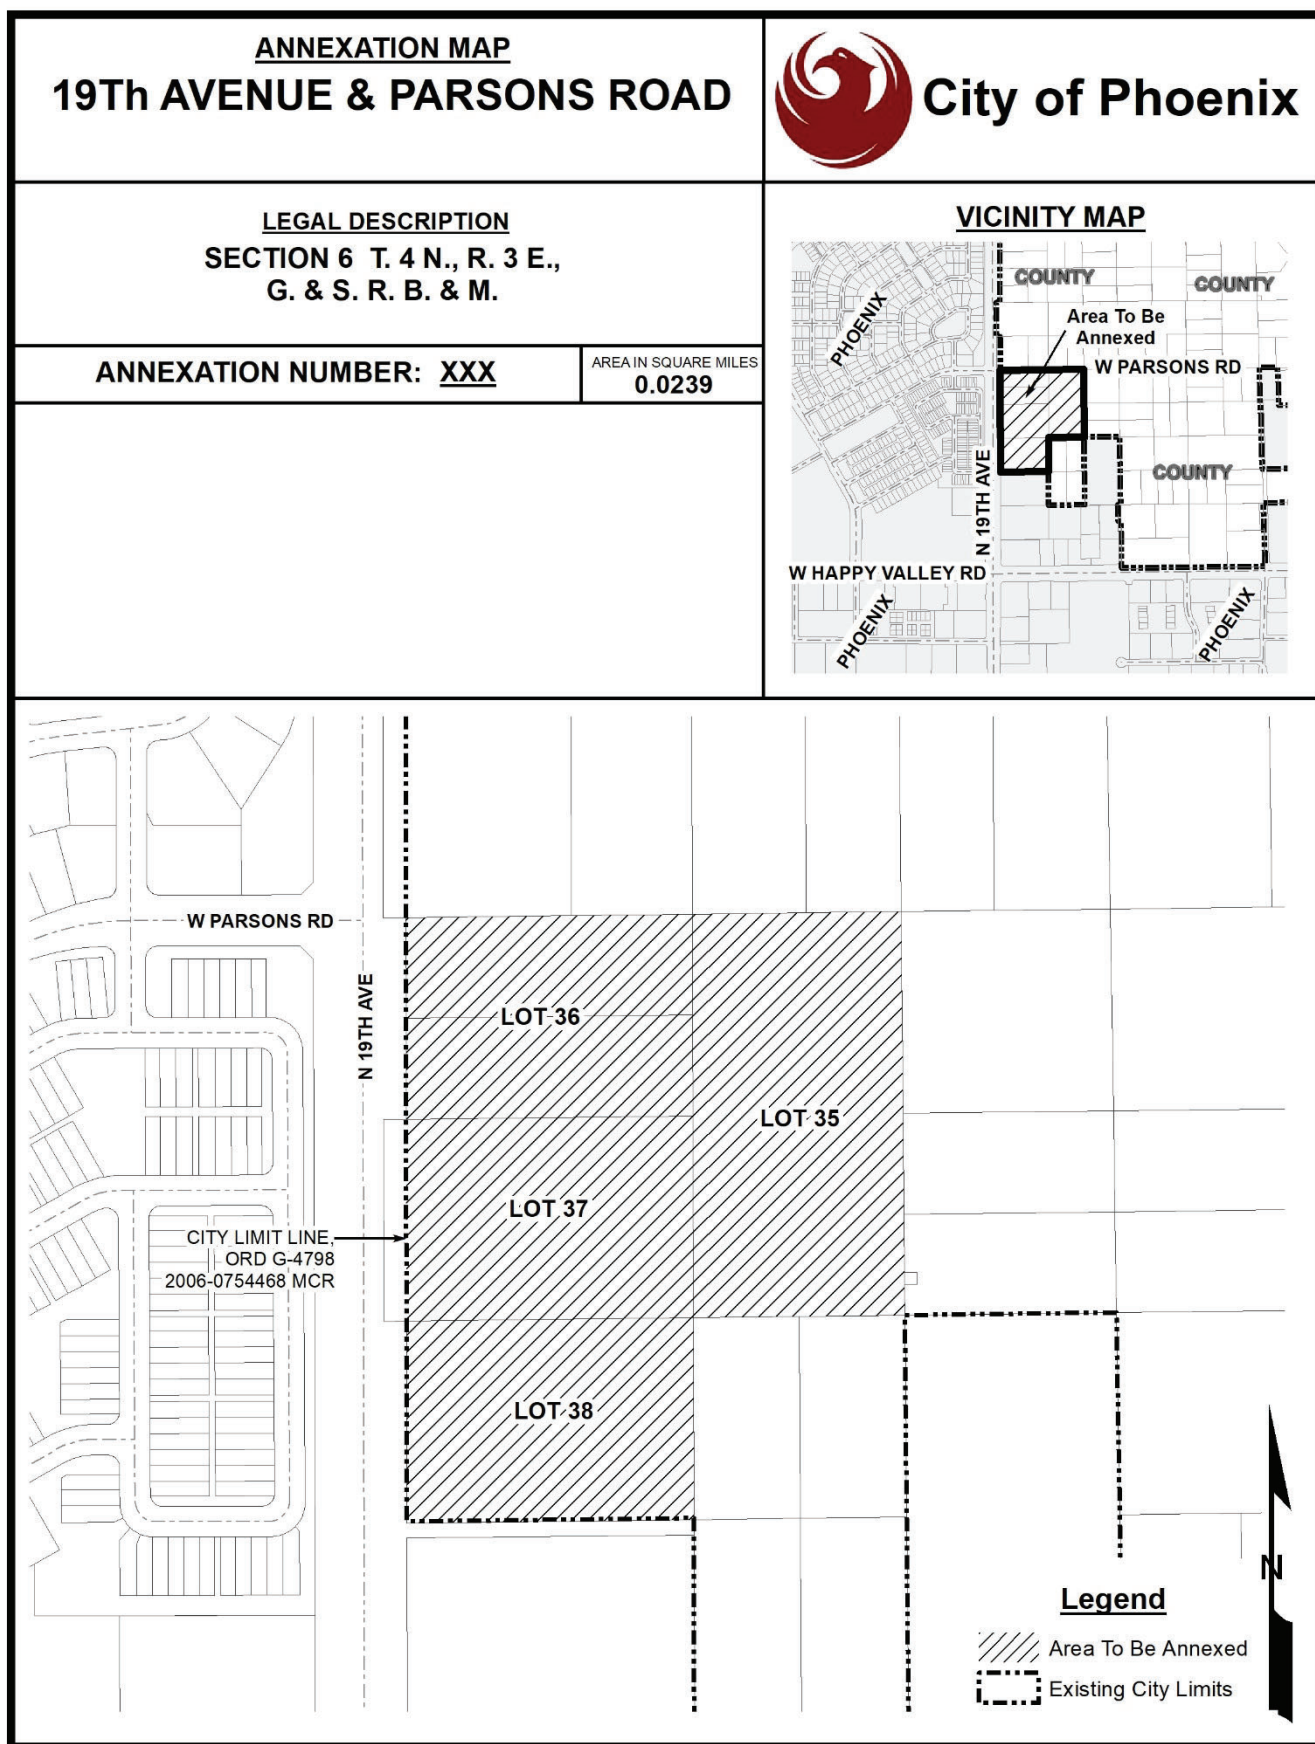 ANNEXATION MAP
19Th AVENUE & PARSONS ROAD
City of Phoenix
LEGAL DESCRIPTION
SECTION 6 T. 4 N., R. 3 E.,
G. & S. R. B. & M.
ANNEXATION NUMBER: XXX
AREA IN SQUARE MILES
0.0239
VICINITY MAP
COUNTY
COUNTY
PHOENIX
Area To Be
Annexed
W PARSONS RD
COUNTY
N 19TH AVE
W HAPPY VALLEY RD
PHOENIX
PHOENIX
W PARSONS RD
N 19TH AVE
LOT 36
LOT 35
LOT 37
CITY LIMIT LINE,
ORD G-4798
2006-0754468 MCR
LOT 38
N
Legend
Area To Be Annexed
Existing City Limits